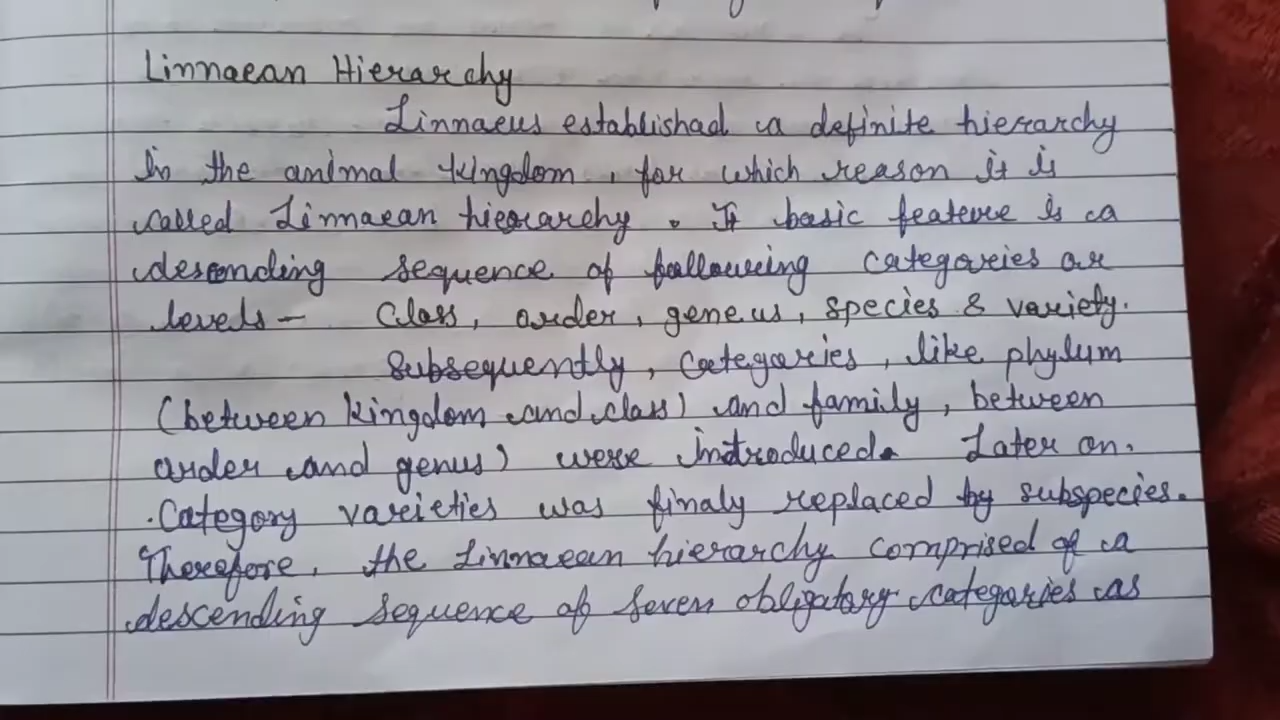 Linnaean Hierarchy
Linnaeus established a definite hierarchy
in the animal kingdom, for which reason it is
called Linnaean hierarchy. It basic feature is a
desending sequence of following categories or
levels - Class, order, geneus, species & variety.
Subsequently, categories, like phylum
(between kingdom and class) and family, between
order and genus) were introduced. Later on.
Category varieties was finaly replaced by subspecies.
Therefore, the Linnaean hierarchy comprised of a
descending sequence of seven obligatory categories as